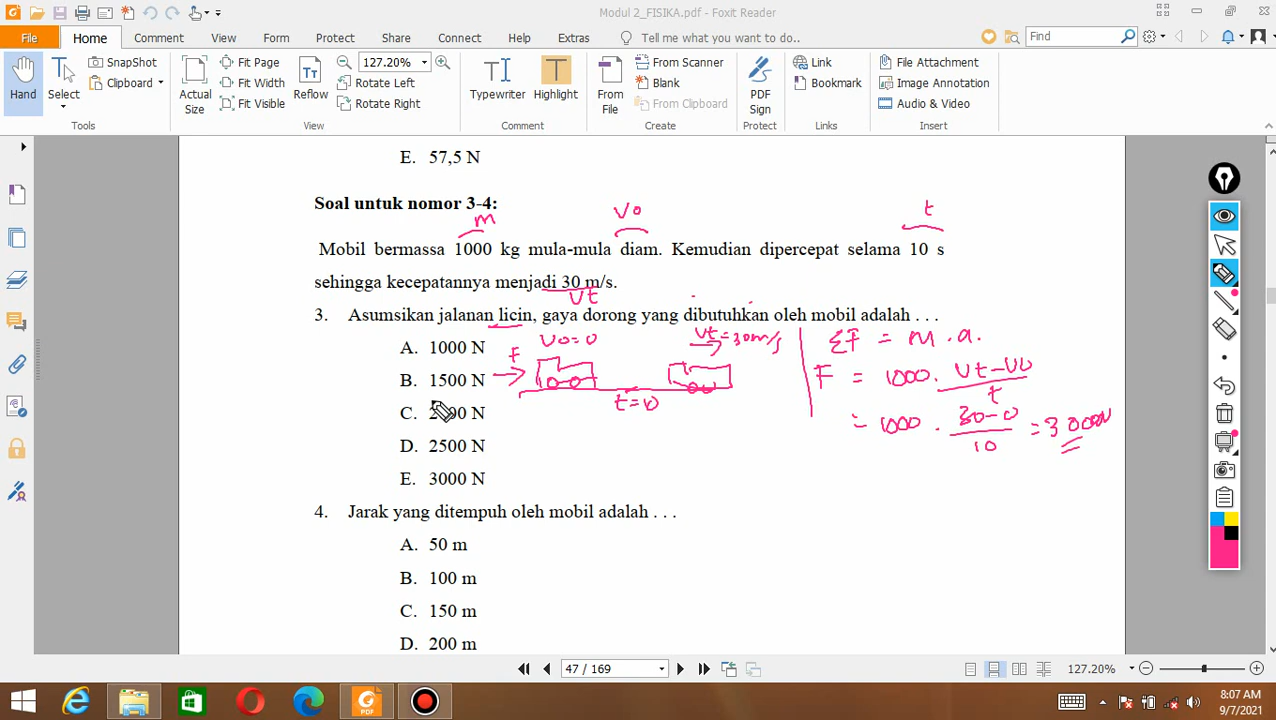 Modul 2_FISIKA.pdf - Foxit Reader
File Home Comment View Form Protect Share Connect Help Extras Tell me what you want to do... Find
Hand
Select
SnapShot
Clipboard
Tools
Actual Size
Fit Page
Fit Width
Fit Visible
Reflow
127.20%
Rotate Left
Rotate Right
View
Typewriter
Highlight
Comment
From File
From Scanner
Blank
From Clipboard
Create
PDF Sign
Protect
Link
Bookmark
Links
File Attachment
Image Annotation
Audio & Video
Insert
E. 57,5 N
Soal untuk nomor 3-4:
m
Vo
t
Mobil bermassa 1000 kg mula-mula diam. Kemudian dipercepat selama 10 s
sehingga kecepatannya menjadi 30 m/s.
Vt
3. Asumsikan jalanan licin, gaya dorong yang dibutuhkan oleh mobil adalah . . .
A. 1000 N
B. 1500 N
C. 2000 N
D. 2500 N
E. 3000 N
F
Vo=0
Vt=30m/s
t=10
ΣF = m . a.
F = 1000 . Vt-Vo
t
= 1000 . 30-0
10
= 3000N
4. Jarak yang ditempuh oleh mobil adalah . . .
A. 50 m
B. 100 m
C. 150 m
D. 200 m
47 / 169
127.20%
8:07 AM
9/7/2021